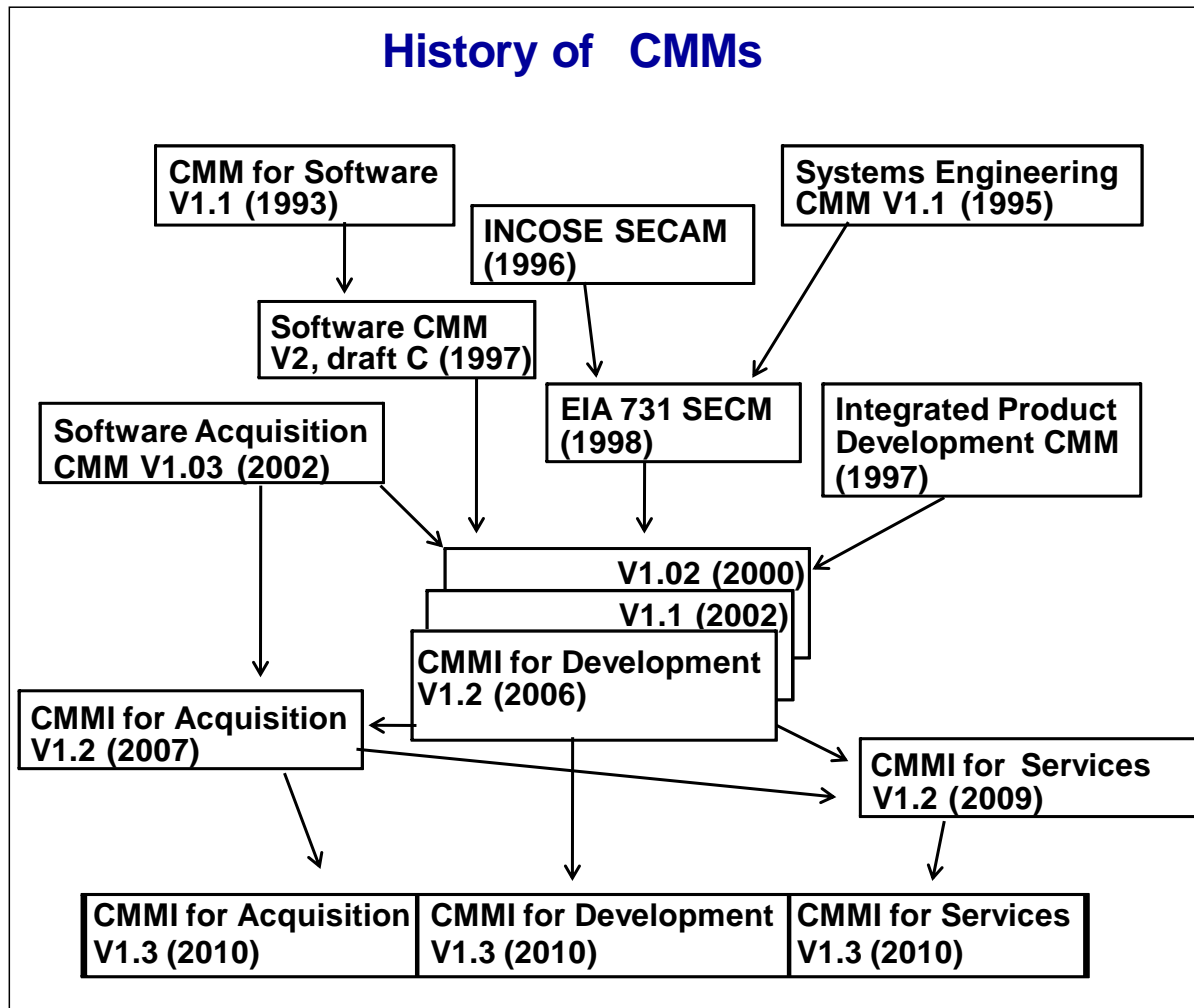 History of CMMs
CMM for Software
V1.1 (1993)
Systems Engineering
CMM V1.1 (1995)
INCOSE SECAM
(1996)
Software CMM
V2, draft C (1997)
EIA 731 SECM
(1998)
Integrated Product
Development CMM
(1997)
Software Acquisition
CMM V1.03 (2002)
V1.02 (2000)
V1.1 (2002)
CMMI for Development
V1.2 (2006)
CMMI for Acquisition
V1.2 (2007)
CMMI for Services
V1.2 (2009)
CMMI for Acquisition
V1.3 (2010)
CMMI for Development
V1.3 (2010)
CMMI for Services
V1.3 (2010)